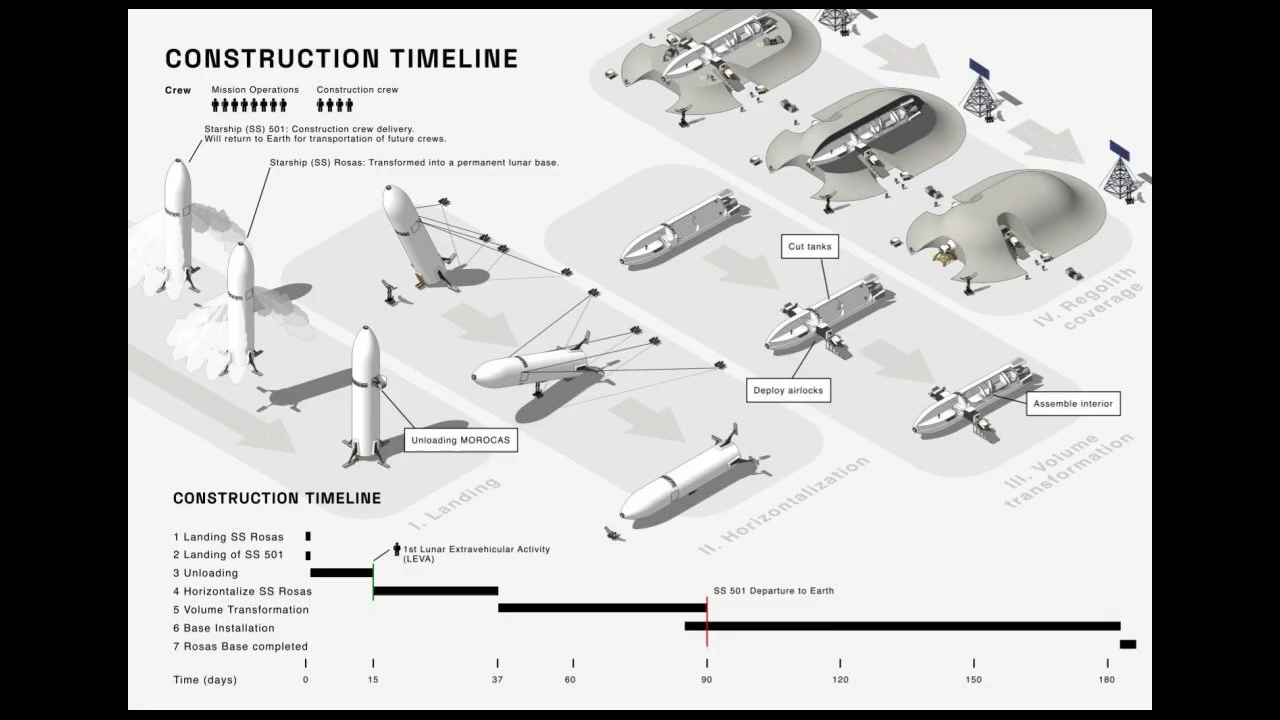 CONSTRUCTION TIMELINE
Crew
Mission Operations
Construction crew
Starship (SS) 501: Construction crew delivery.
Will return to Earth for transportation of future crews.
Starship (SS) Rosas: Transformed into a permanent lunar base.
Cut tanks
Deploy airlocks
Assemble interior
Unloading MOROCAS
I. Landing
II. Horizontalization
III. Volume
transformation
IV. Regolith
coverage
CONSTRUCTION TIMELINE
1 Landing SS Rosas
2 Landing of SS 501
1st Lunar Extravehicular Activity
(LEVA)
3 Unloading
4 Horizontalize SS Rosas
SS 501 Departure to Earth
5 Volume Transformation
6 Base Installation
7 Rosas Base completed
Time (days) 0 15 37 60 90 120 150 180